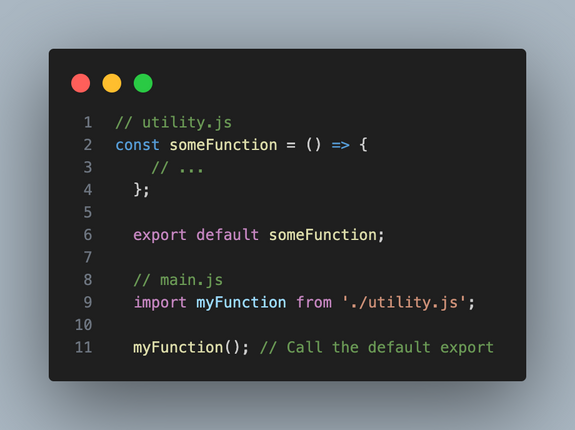 1 // utility.js
2 const someFunction = () => {
3 // ...
4 };
5
6 export default someFunction;
7
8 // main.js
9 import myFunction from './utility.js';
10
11 myFunction(); // Call the default export